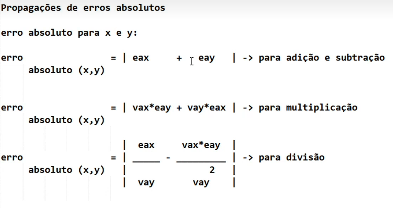 Propagações de erros absolutos
erro absoluto para x e y:
erro = | eax + eay | -> para adição e subtração
absoluto (x,y)
erro = | vax*eay + vay*eax | -> para multiplicação
absoluto (x,y)
| eax vax*eay |
erro = | _____ - _________ | -> para divisão
absoluto (x,y) | 2 |
| vay vay |